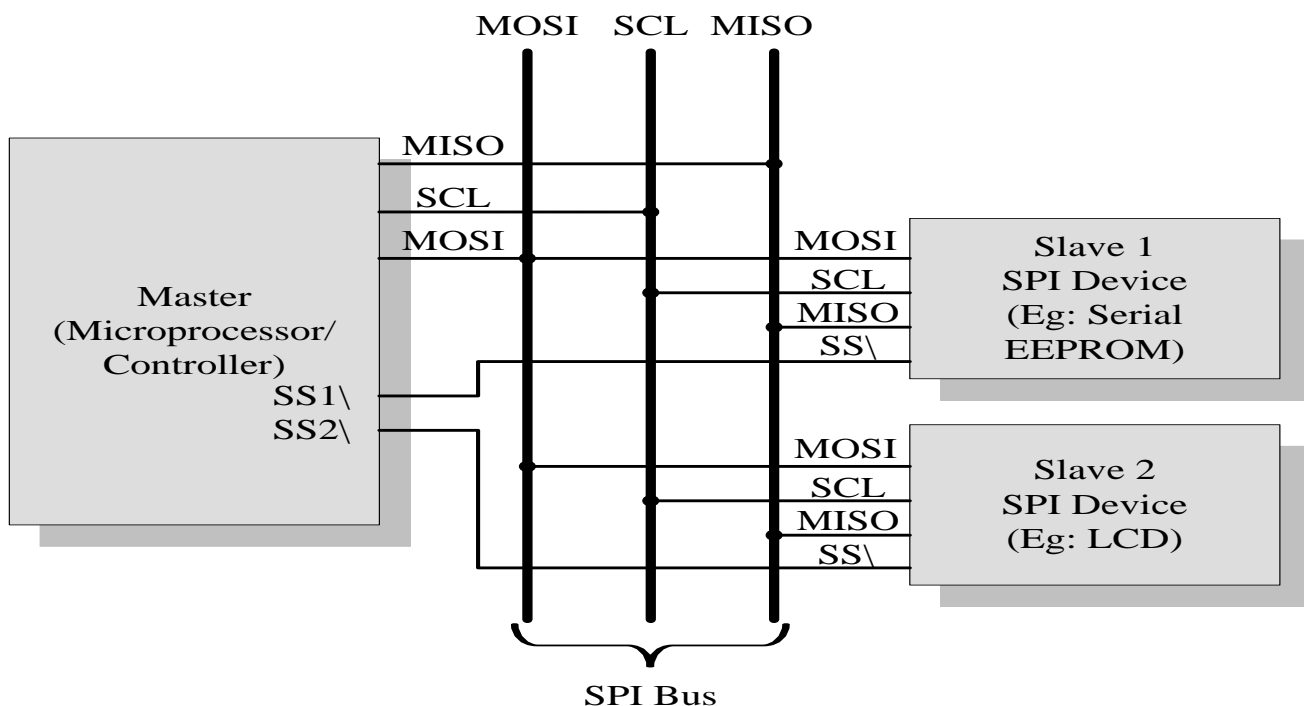 MOSI SCL MISO
MISO
SCL
MOSI
Master
(Microprocessor/
Controller)
SS1\
SS2\
MOSI
SCL
MISO
SS\
Slave 1
SPI Device
(Eg: Serial
EEPROM)
MOSI
SCL
MISO
SS\
Slave 2
SPI Device
(Eg: LCD)
SPI Bus